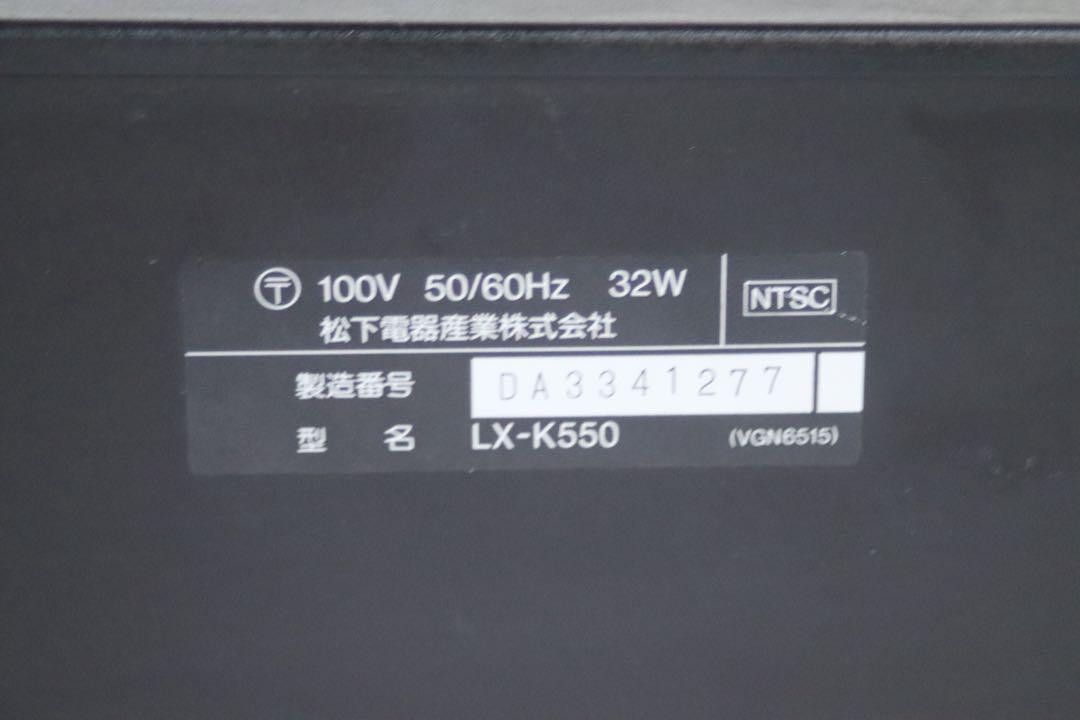 〒 100V 50/60Hz 32W
松下電器産業株式会社
NTSC
製造番号 DA3341277
型 名 LX-K550 (VGN6515)